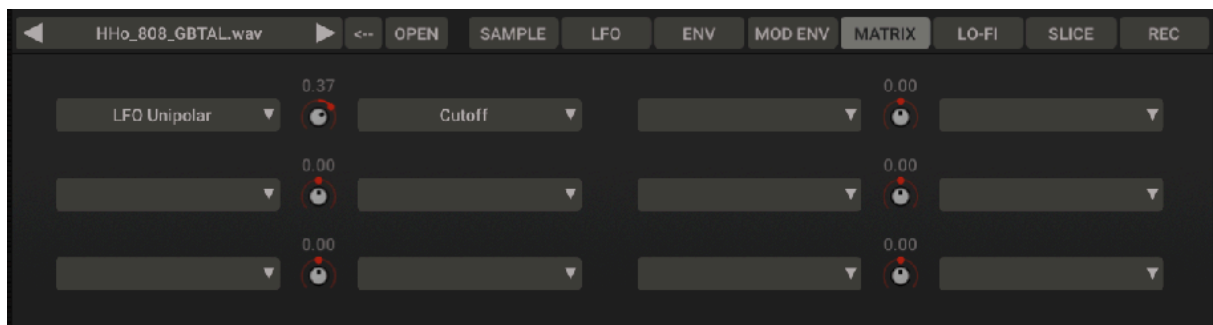 HHo_808_GBTAL.wav <-- OPEN SAMPLE LFO ENV MOD ENV MATRIX LO-FI SLICE REC
0.37 0.00
LFO Unipolar Cutoff
0.00 0.00
0.00 0.00